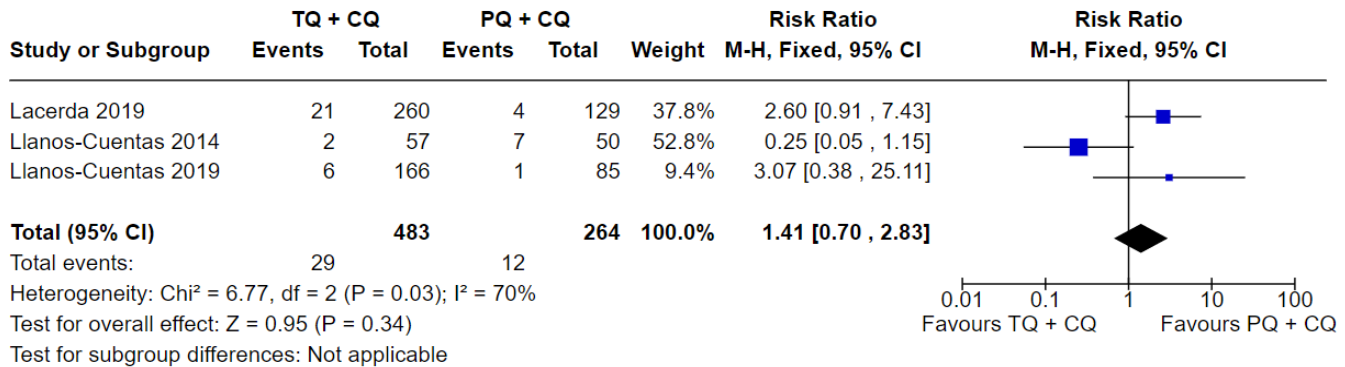 TQ + CQ PQ + CQ Risk Ratio Risk Ratio
Study or Subgroup Events Total Events Total Weight M-H, Fixed, 95% CI M-H, Fixed, 95% CI
Lacerda 2019 21 260 4 129 37.8% 2.60 [0.91 , 7.43]
Llanos-Cuentas 2014 2 57 7 50 52.8% 0.25 [0.05 , 1.15]
Llanos-Cuentas 2019 6 166 1 85 9.4% 3.07 [0.38 , 25.11]
Total (95% CI) 483 264 100.0% 1.41 [0.70 , 2.83]
Total events: 29 12
Heterogeneity: Chi² = 6.77, df = 2 (P = 0.03); I² = 70%
0.01 0.1 1 10 100
Test for overall effect: Z = 0.95 (P = 0.34)
Favours TQ + CQ Favours PQ + CQ
Test for subgroup differences: Not applicable